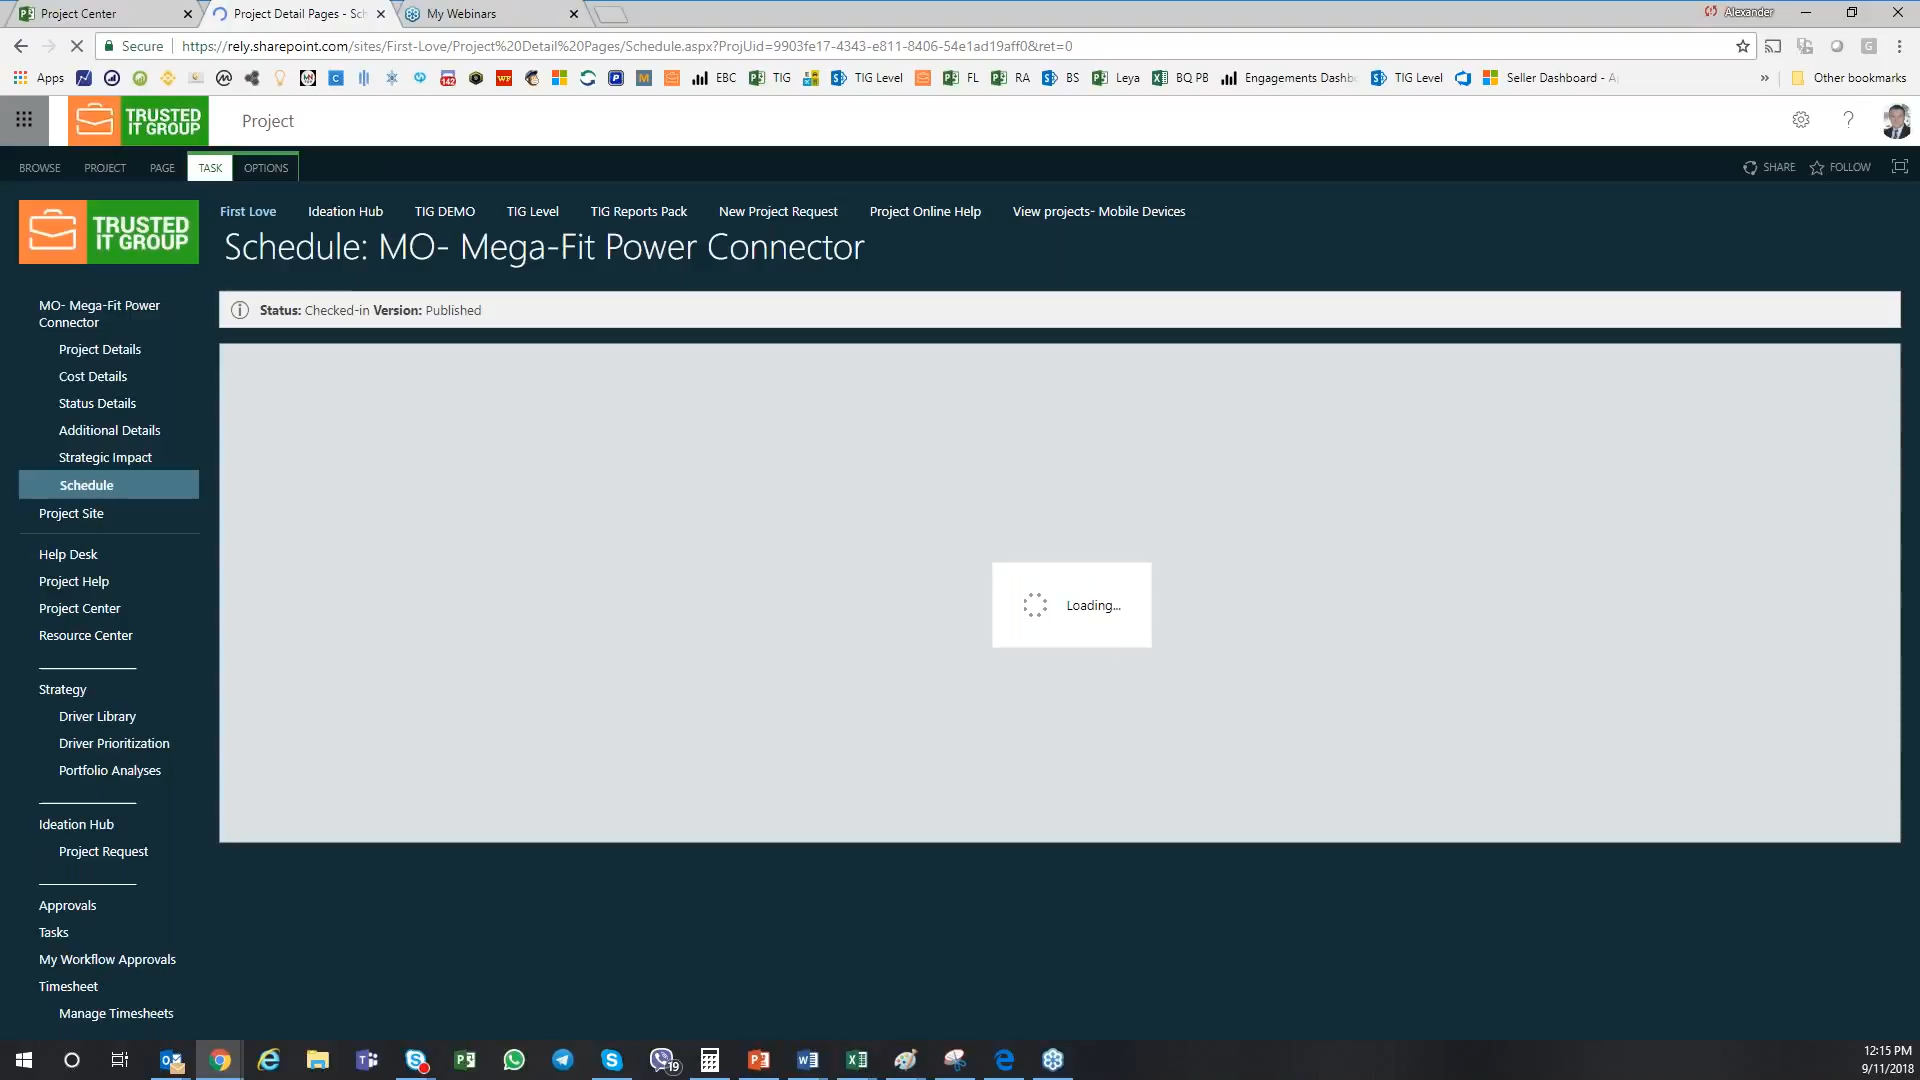 Project Center
Project Detail Pages - Sch
My Webinars
Alexander
Secure
https://rely.sharepoint.com/sites/First-Love/Project%20Detail%20Pages/Schedule.aspx?ProjUid=9903fe17-4343-e811-8406-54e1ad19aff0&ret=0
Apps
EBC
TIG
TIG Level
FL
RA
BS
Leya
BQ PB
Engagements Dashb
TIG Level
Seller Dashboard - A
»
Other bookmarks
TRUSTED
IT GROUP
Project
BROWSE
PROJECT
PAGE
TASK
OPTIONS
SHARE
FOLLOW
TRUSTED
IT GROUP
First Love
Ideation Hub
TIG DEMO
TIG Level
TIG Reports Pack
New Project Request
Project Online Help
View projects- Mobile Devices
Schedule: MO- Mega-Fit Power Connector
Status: Checked-in Version: Published
MO- Mega-Fit Power
Connector
Project Details
Cost Details
Status Details
Additional Details
Strategic Impact
Schedule
Project Site
Help Desk
Project Help
Project Center
Resource Center
Strategy
Driver Library
Driver Prioritization
Portfolio Analyses
Ideation Hub
Project Request
Approvals
Tasks
My Workflow Approvals
Timesheet
Manage Timesheets
Loading...
19
12:15 PM
9/11/2018